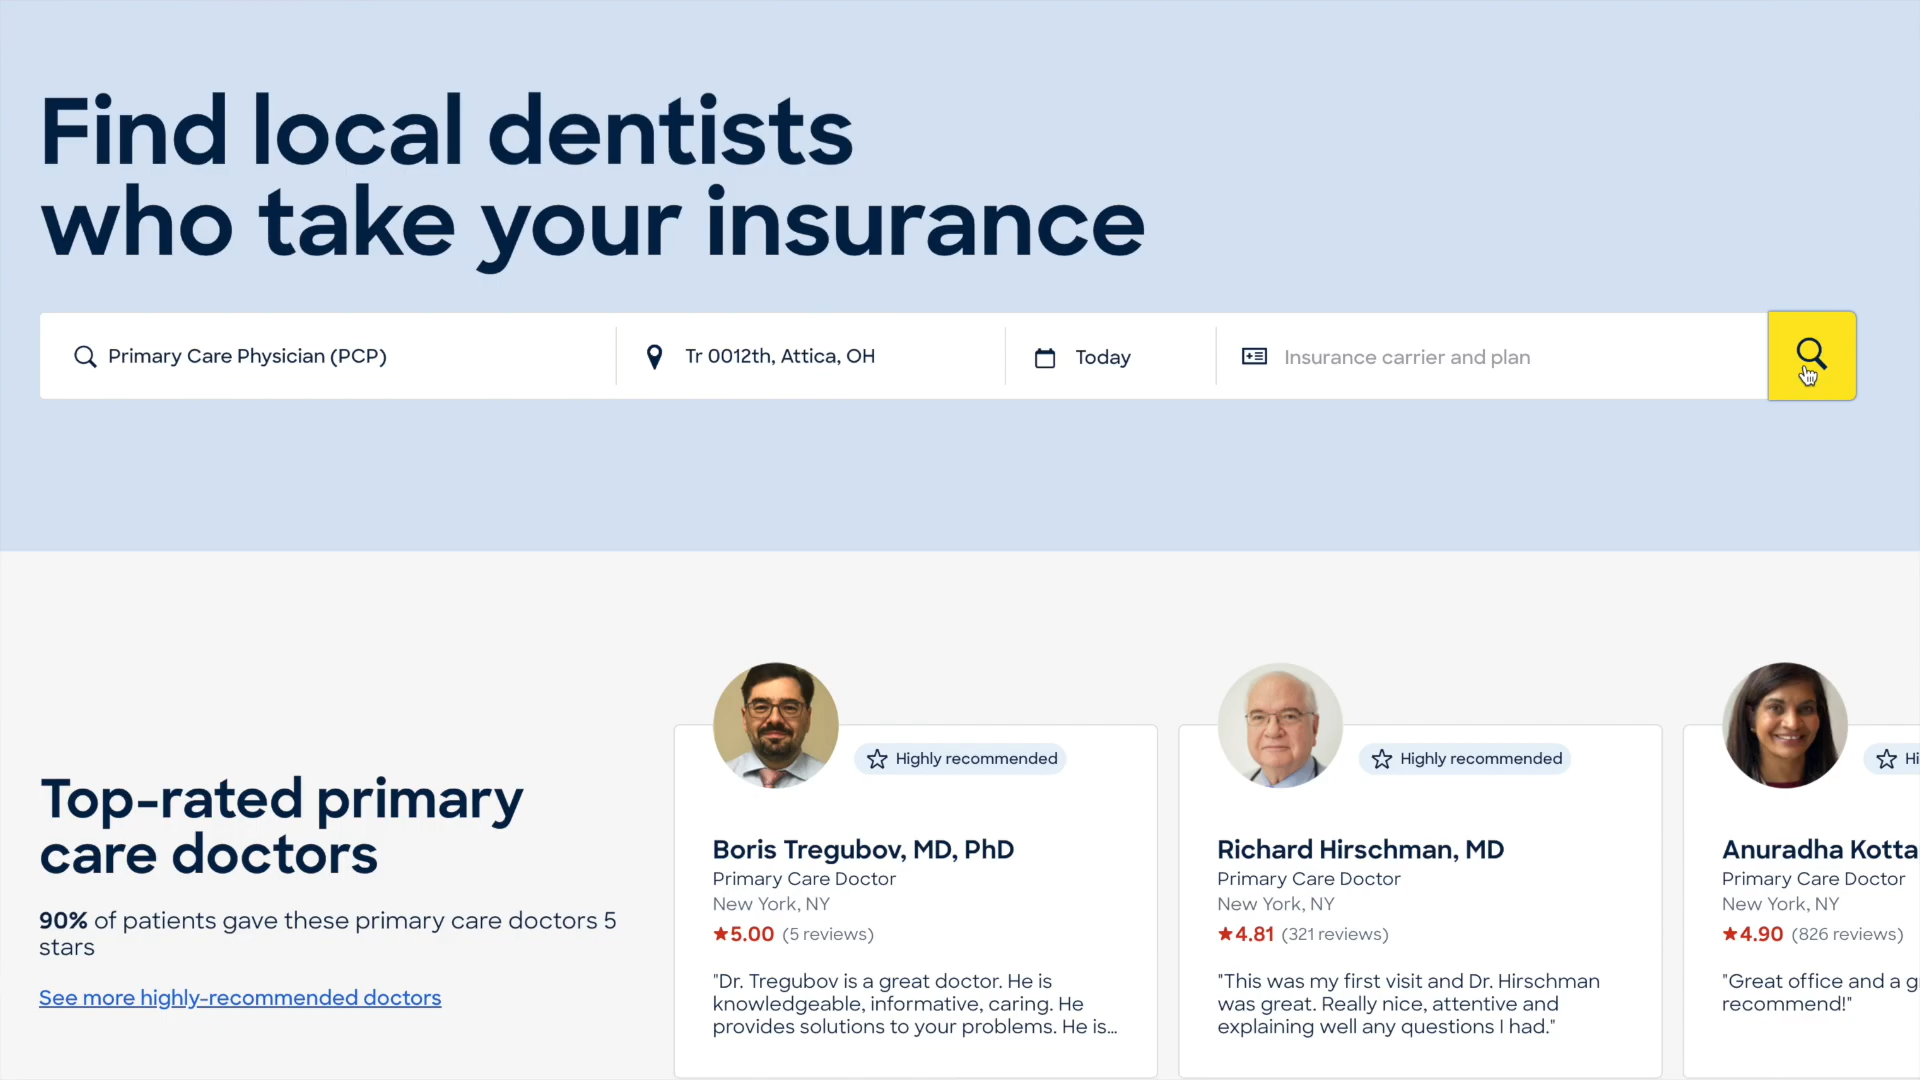 Find local dentists
who take your insurance
Primary Care Physician (PCP)
Tr 0012th, Attica, OH
Today
Insurance carrier and plan
Top-rated primary
care doctors
90% of patients gave these primary care doctors 5
stars
See more highly-recommended doctors
Highly recommended
Boris Tregubov, MD, PhD
Primary Care Doctor
New York, NY
★5.00 (5 reviews)
"Dr. Tregubov is a great doctor. He is
knowledgeable, informative, caring. He
provides solutions to your problems. He is...
Highly recommended
Richard Hirschman, MD
Primary Care Doctor
New York, NY
★4.81 (321 reviews)
"This was my first visit and Dr. Hirschman
was great. Really nice, attentive and
explaining well any questions I had."
Hi
Anuradha Kotta
Primary Care Doctor
New York, NY
★4.90 (826 reviews)
"Great office and a g
recommend!"